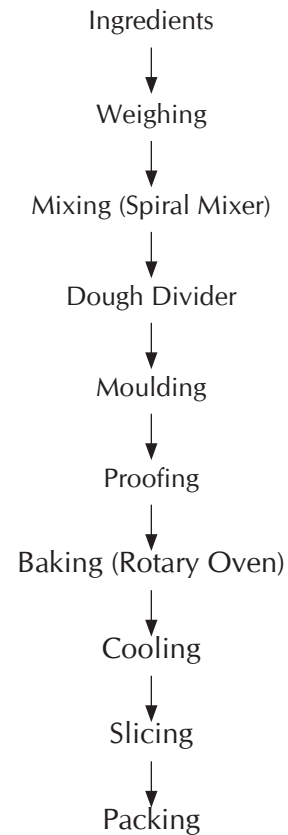 Ingredients
Weighing
Mixing (Spiral Mixer)
Dough Divider
Moulding
Proofing
Baking (Rotary Oven)
Cooling
Slicing
Packing